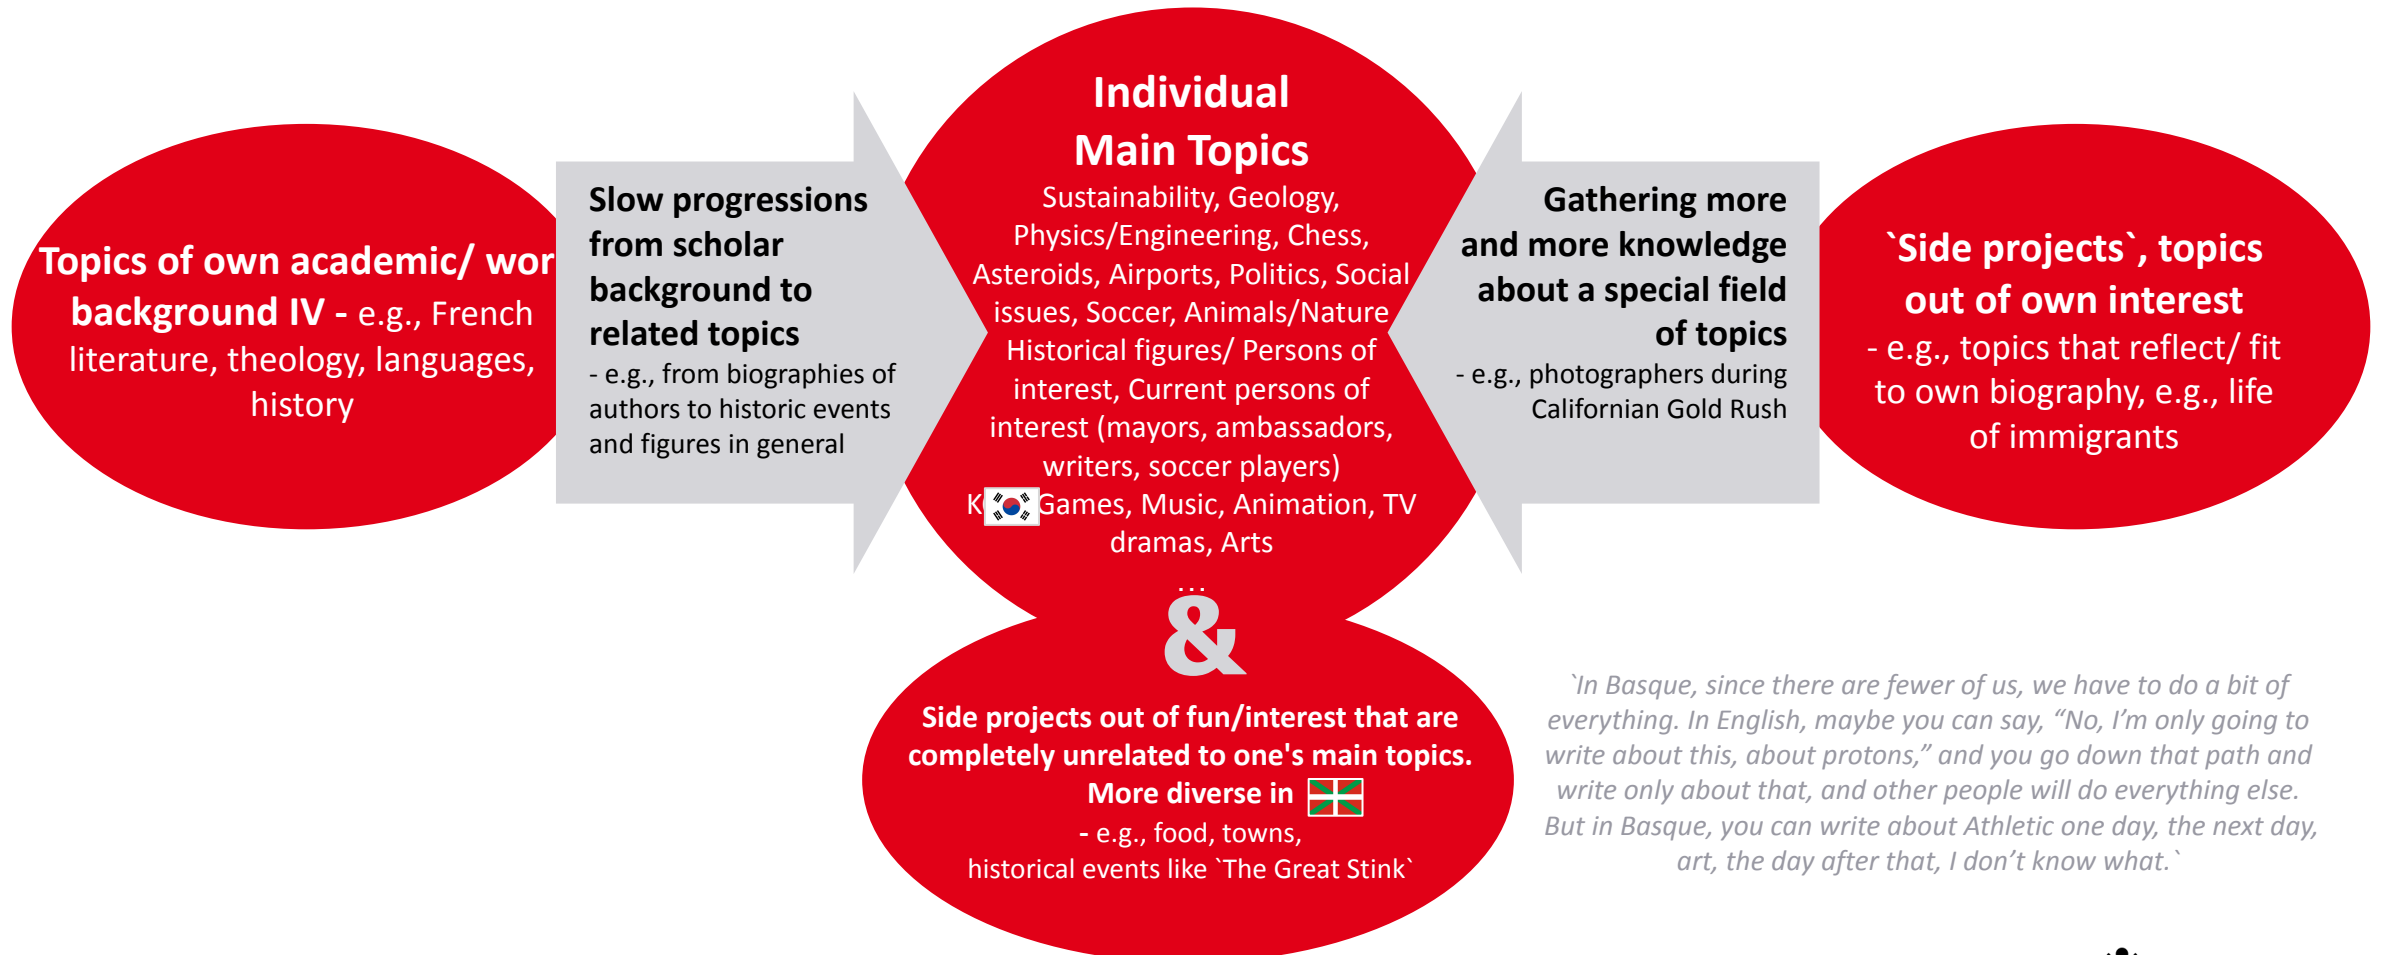 Topics of own academic/ wor
background IV - e.g., French
literature, theology, languages,
history
Slow progressions
from scholar
background to
related topics
- e.g., from biographies of
authors to historic events
and figures in general
Individual
Main Topics
Sustainability, Geology,
Physics/Engineering, Chess,
Asteroids, Airports, Politics, Social
issues, Soccer, Animals/Nature
Historical figures/ Persons of
interest, Current persons of
interest (mayors, ambassadors,
writers, soccer players)
Games, Music, Animation, TV
dramas, Arts
...
&
Gathering more
and more knowledge
about a special field
of topics
- e.g., photographers during
Californian Gold Rush
`Side projects`, topics
out of own interest
- e.g., topics that reflect/ fit
to own biography, e.g., life
of immigrants
Side projects out of fun/interest that are
completely unrelated to one's main topics.
More diverse in
- e.g., food, towns,
historical events like `The Great Stink`
`In Basque, since there are fewer of us, we have to do a bit of
everything. In English, maybe you can say, “No, I’m only going to
write about this, about protons,” and you go down that path and
write only about that, and other people will do everything else.
But in Basque, you can write about Athletic one day, the next day,
art, the day after that, I don’t know what.`